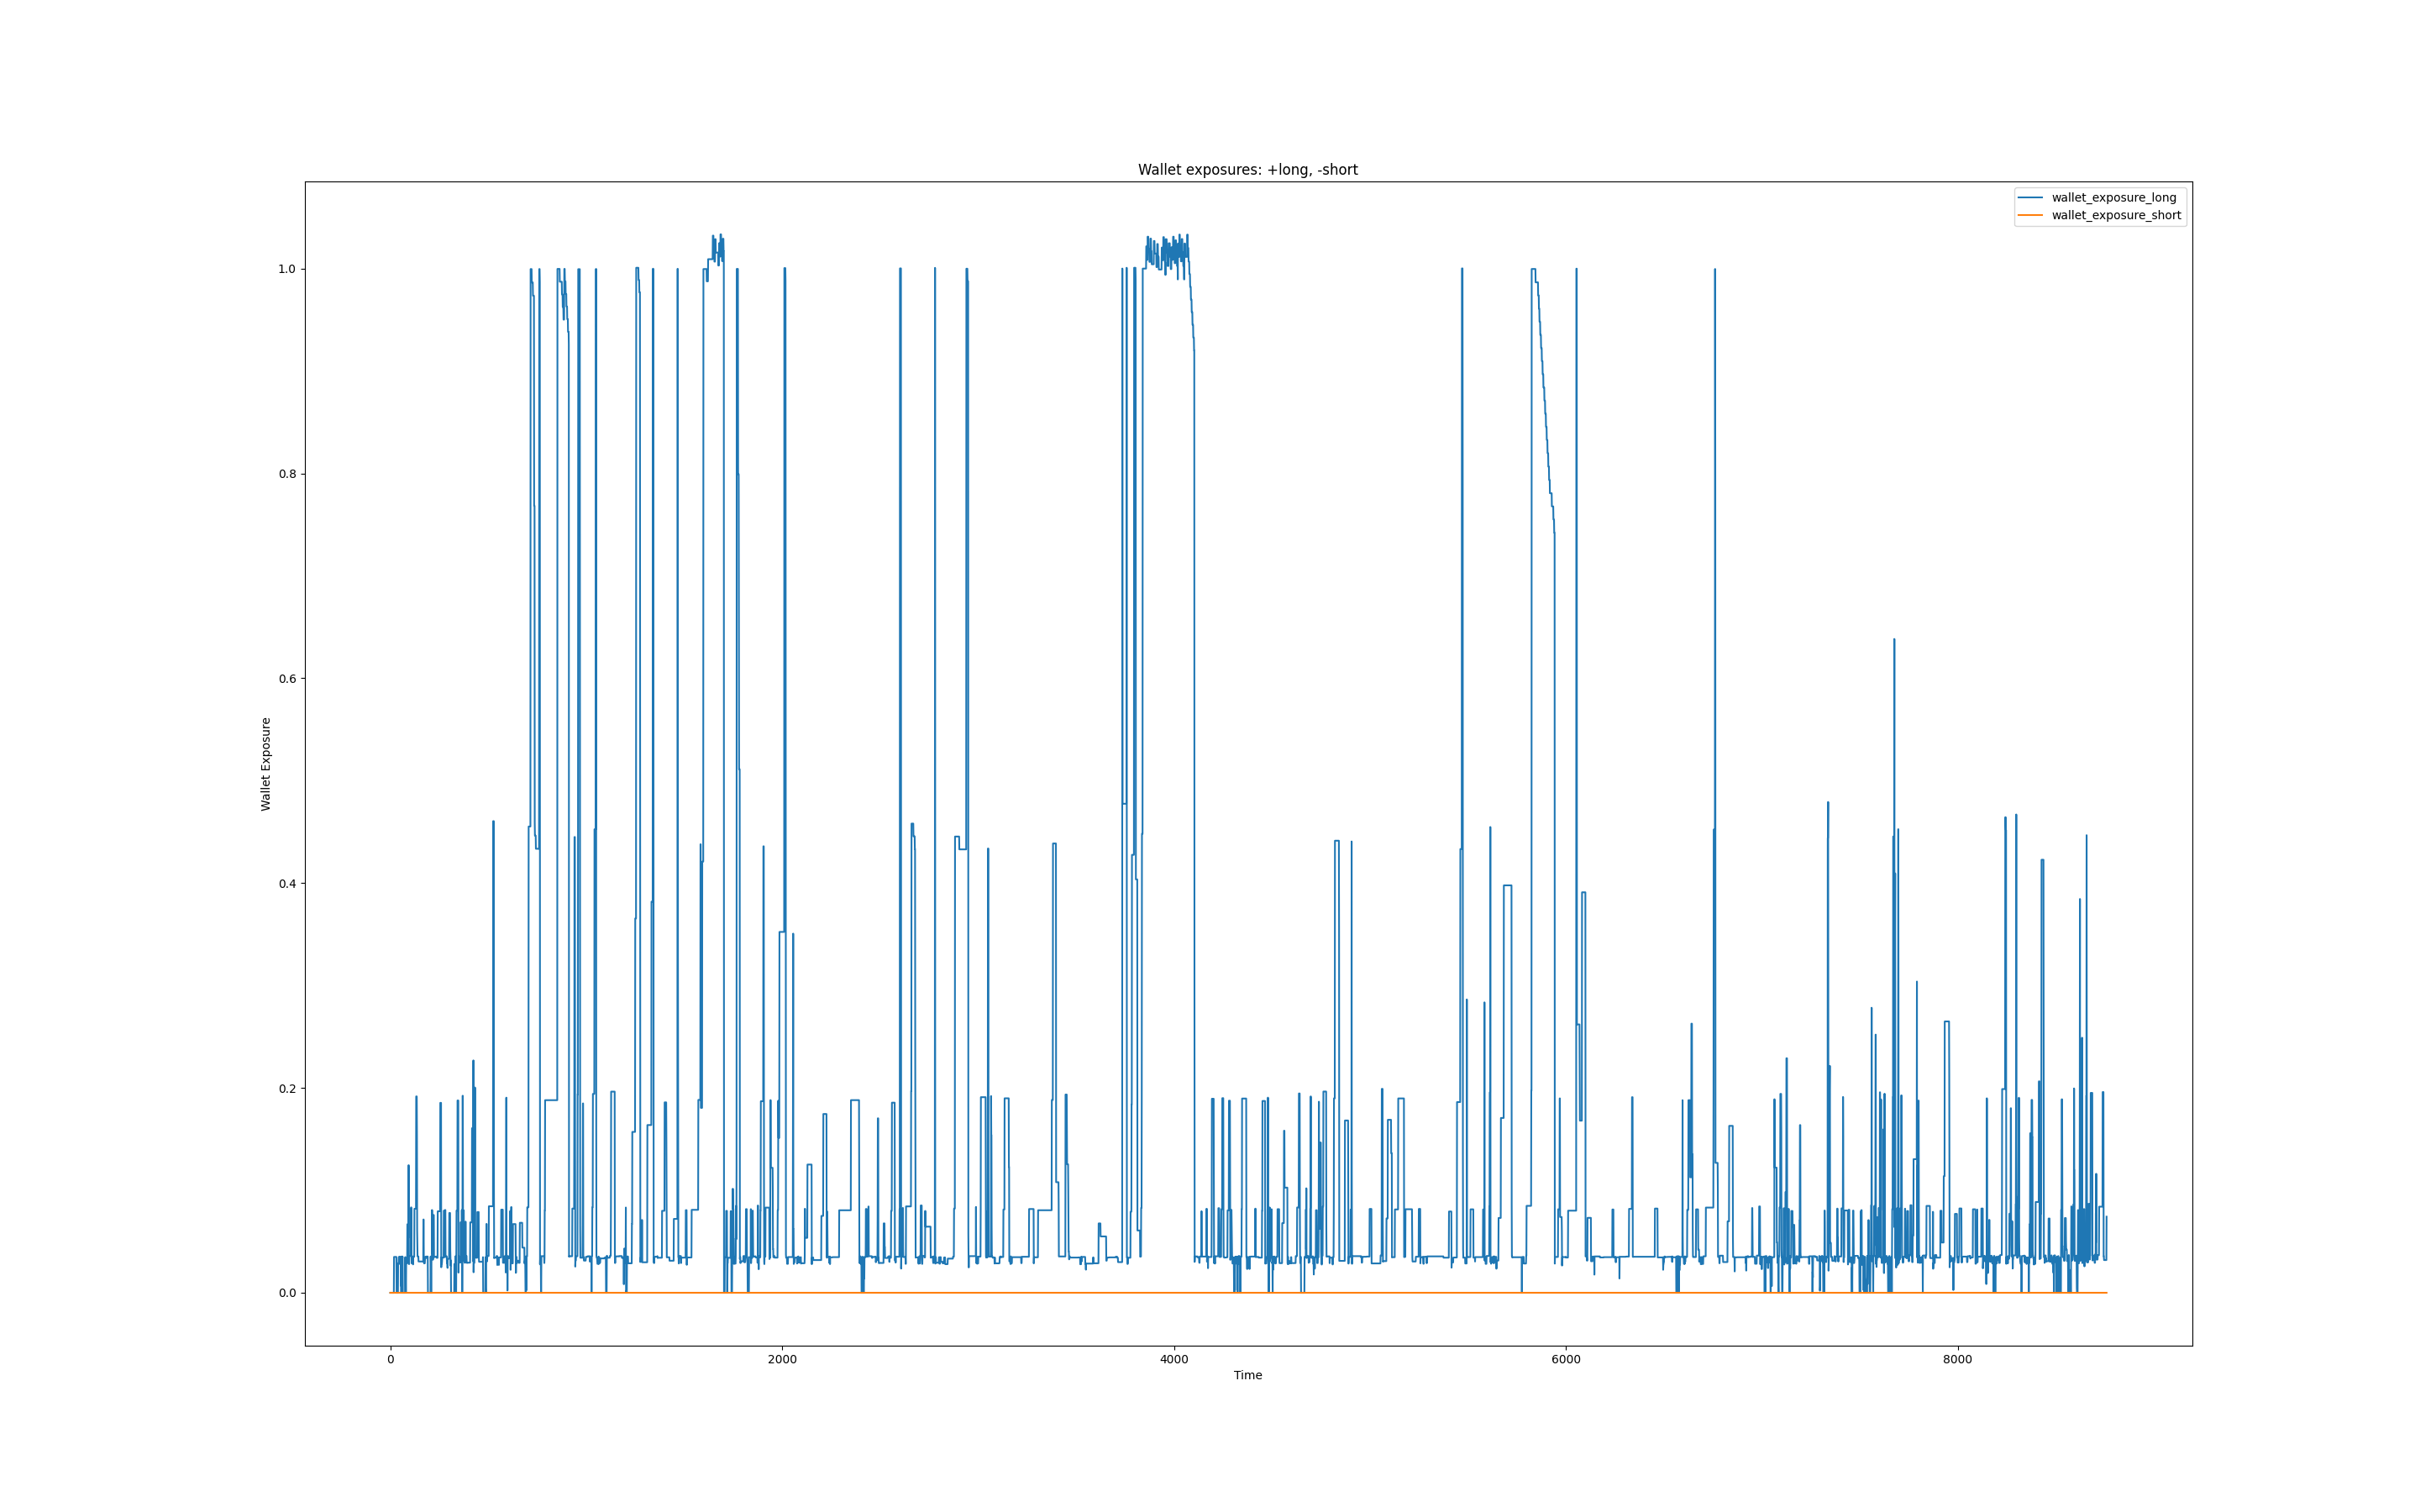 Wallet exposures: +long, -short
wallet_exposure_long
wallet_exposure_short
1.0
0.8
0.6
0.4
0.2
0.0
Wallet Exposure
0 2000 4000 6000 8000
Time